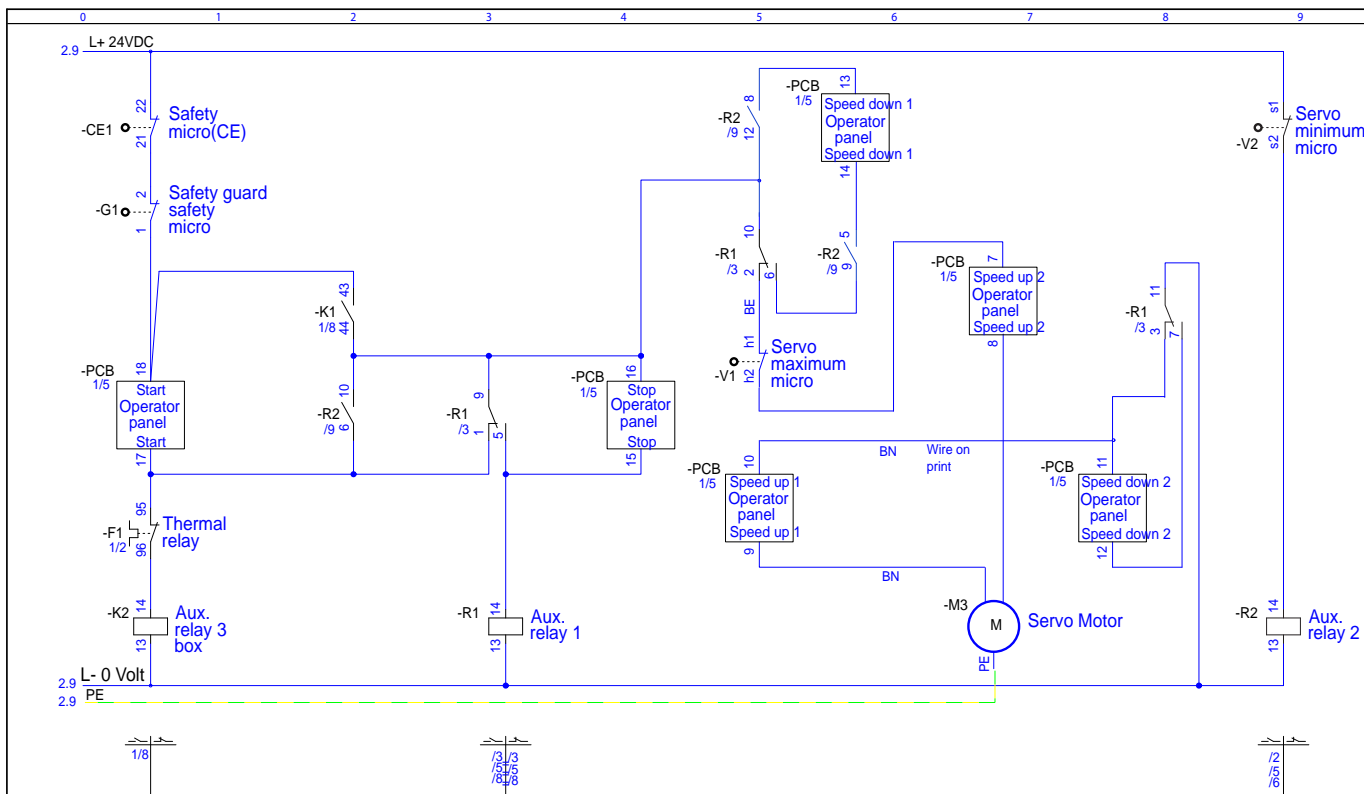 0 1 2 3 4 5 6 7 8 9
L+ 24VDC
2.9
22
-CE1
21
Safety
micro(CE)
2
-G1
1
Safety guard
safety
micro
43
-K1
1/8
44
18
-PCB
1/5
Start
Operator
panel
Start
17
10
-R2
/9
6
9
-R1
/3
1
5
16
-PCB
1/5
Stop
Operator
panel
Stop
15
8
-R2
/9
12
13
-PCB
1/5
Speed down 1
Operator
panel
Speed down 1
14
10
-R1
/3
2
6
5
-R2
/9
9
BE
h1
-V1
h2
Servo
maximum
micro
7
-PCB
1/5
Speed up 2
Operator
panel
Speed up 2
8
11
-R1
/3
3
7
s1
-V2
s2
Servo
minimum
micro
BN
Wire on
print
10
-PCB
1/5
Speed up 1
Operator
panel
Speed up 1
9
BN
11
-PCB
1/5
Speed down 2
Operator
panel
Speed down 2
12
95
-F1
1/2
96
Thermal
relay
14
-K2
13
Aux.
relay 3
box
14
-R1
13
Aux.
relay 1
-M3
M
Servo Motor
PE
14
-R2
13
Aux.
relay 2
L- 0 Volt
2.9
PE
2.9
1/8
/3 /3
/5 /5
/8 /8
/2
/5
/6